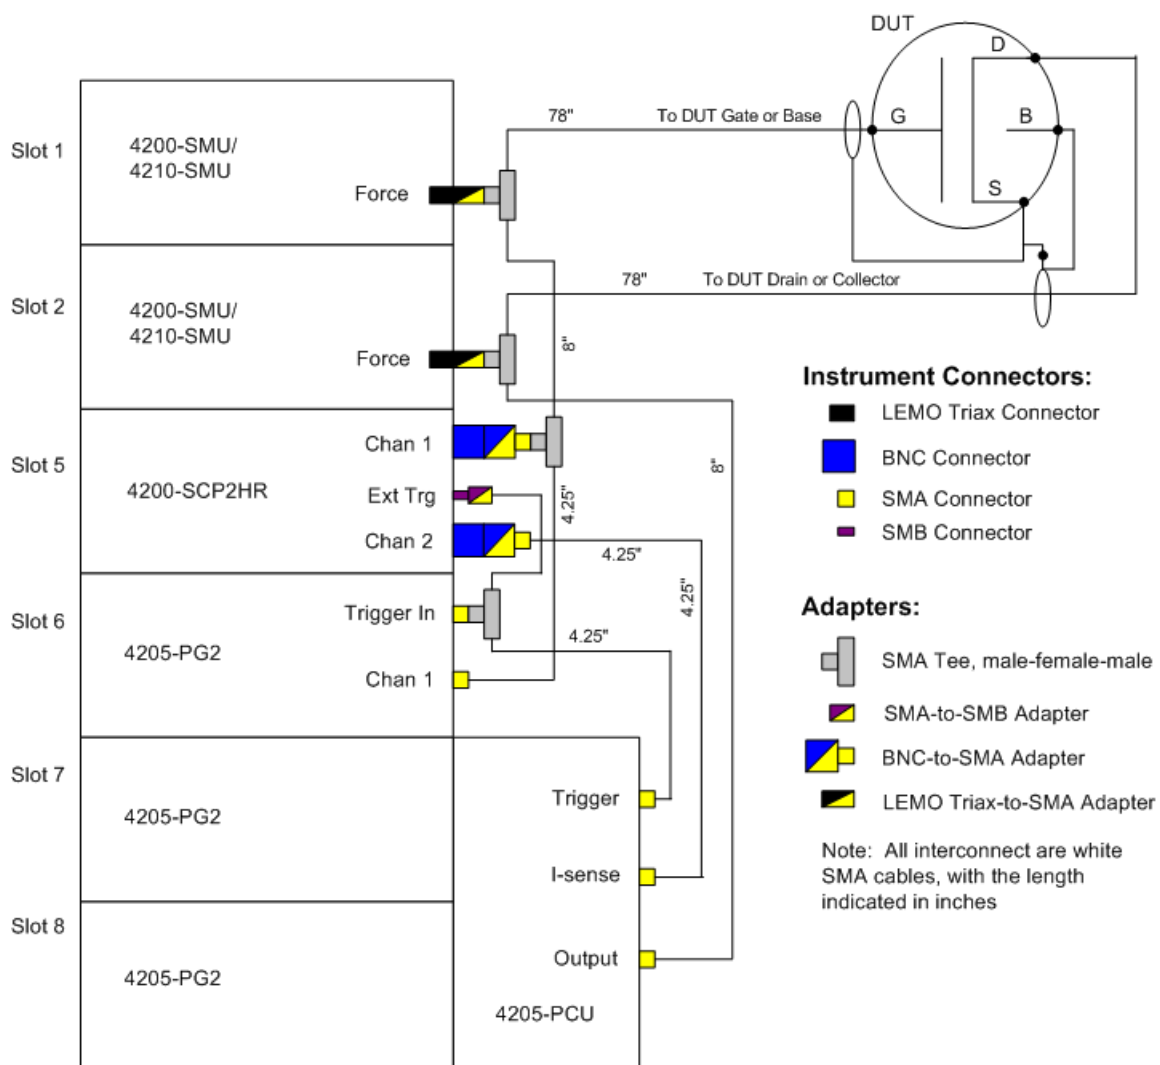 DUT
D
G
B
S
78"
To DUT Gate or Base
78"
To DUT Drain or Collector
Slot 1
4200-SMU/
4210-SMU
Force
Slot 2
4200-SMU/
4210-SMU
Force
8"
8"
Slot 5
4200-SCP2HR
Chan 1
Ext Trg
Chan 2
4.25"
4.25"
4.25"
Slot 6
4205-PG2
Trigger In
Chan 1
4.25"
Slot 7
4205-PG2
Slot 8
4205-PG2
Trigger
I-sense
Output
4205-PCU
Instrument Connectors:
LEMO Triax Connector
BNC Connector
SMA Connector
SMB Connector
Adapters:
SMA Tee, male-female-male
SMA-to-SMB Adapter
BNC-to-SMA Adapter
LEMO Triax-to-SMA Adapter
Note: All interconnect are white
SMA cables, with the length
indicated in inches